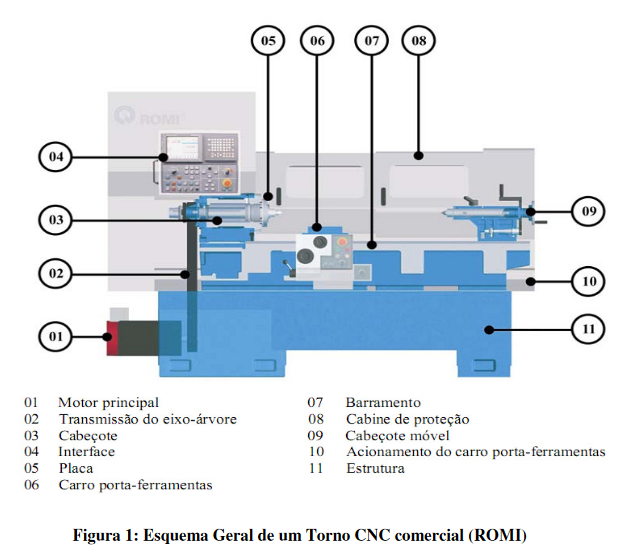 05
06
07
08
ROMI
04
03
09
02
10
01
11
01 Motor principal
02 Transmissão do eixo-árvore
03 Cabeçote
04 Interface
05 Placa
06 Carro porta-ferramentas
07 Barramento
08 Cabine de proteção
09 Cabeçote móvel
10 Acionamento do carro porta-ferramentas
11 Estrutura
Figura 1: Esquema Geral de um Torno CNC comercial (ROMI)